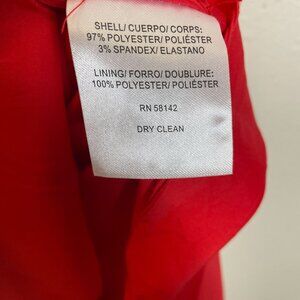 SHELL/ CUERPO/ CORPS:
97% POLYESTER/ POLIÉSTER
3% SPANDEX/ ELASTANO
LINING/ FORRO/ DOUBLURE:
100% POLYESTER/ POLIÉSTER
RN 58142
DRY CLEAN